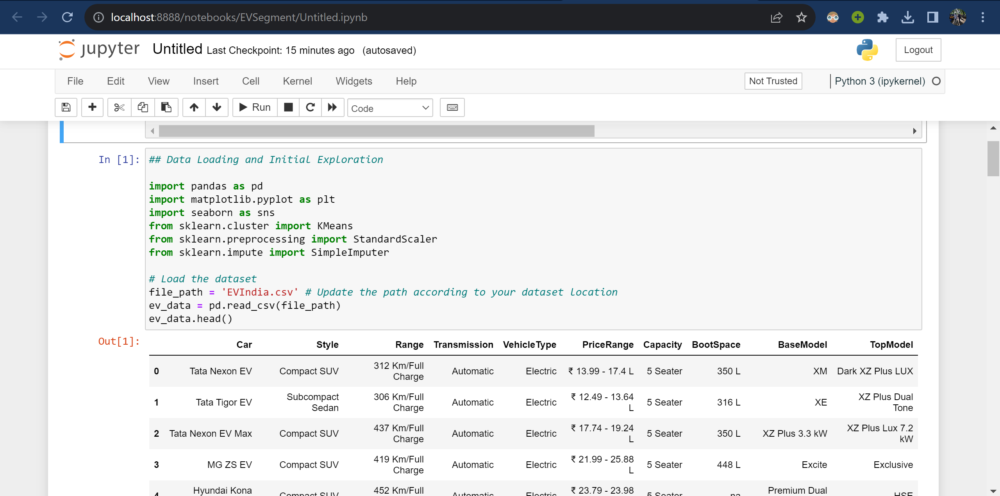 localhost:8888/notebooks/EVSegment/Untitled.ipynb
jupyter Untitled Last Checkpoint: 15 minutes ago (autosaved)
Logout
File Edit View Insert Cell Kernel Widgets Help
Not Trusted
Python 3 (ipykernel)
Run
Code
In [1]:
## Data Loading and Initial Exploration
import pandas as pd
import matplotlib.pyplot as plt
import seaborn as sns
from sklearn.cluster import KMeans
from sklearn.preprocessing import StandardScaler
from sklearn.impute import SimpleImputer
# Load the dataset
file_path = 'EVIndia.csv' # Update the path according to your dataset location
ev_data = pd.read_csv(file_path)
ev_data.head()
Out[1]:
Car Style Range Transmission VehicleType PriceRange Capacity BootSpace BaseModel TopModel
0 Tata Nexon EV Compact SUV 312 Km/Full Charge Automatic Electric ₹ 13.99 - 17.4 L 5 Seater 350 L XM Dark XZ Plus LUX
1 Tata Tigor EV Subcompact Sedan 306 Km/Full Charge Automatic Electric ₹ 12.49 - 13.64 L 5 Seater 316 L XE XZ Plus Dual Tone
2 Tata Nexon EV Max Compact SUV 437 Km/Full Charge Automatic Electric ₹ 17.74 - 19.24 L 5 Seater 350 L XZ Plus 3.3 kW XZ Plus Lux 7.2 kW
3 MG ZS EV Compact SUV 419 Km/Full Charge Automatic Electric ₹ 21.99 - 25.88 L 5 Seater 448 L Excite Exclusive
4 Hyundai Kona Compact SUV 452 Km/Full Automatic Electric ₹ 23.79 - 23.98 5 Seater na Premium Dual HSE